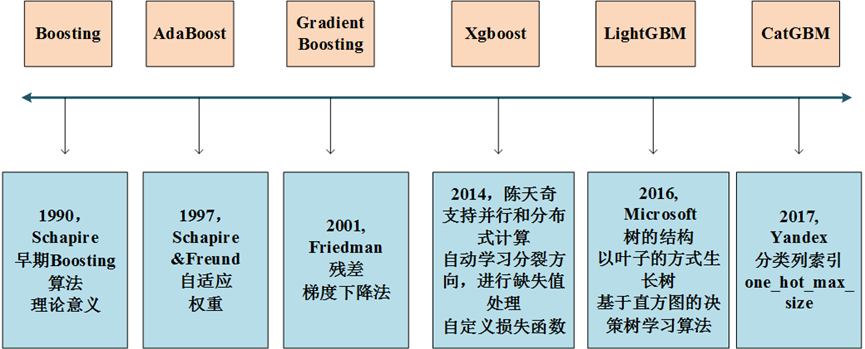 Boosting
AdaBoost
Gradient
Boosting
Xgboost
LightGBM
CatGBM
1990，
Schapire
早期Boosting
算法
理论意义
1997，
Schapire
&Freund
自适应
权重
2001,
Friedman
残差
梯度下降法
2014，陈天奇
支持并行和分布
式计算
自动学习分裂方
向，进行缺失值
处理
自定义损失函数
2016,
Microsoft
树的结构
以叶子的方式生
长树
基于直方图的决
策树学习算法
2017,
Yandex
分类列索引
one_hot_max_
size